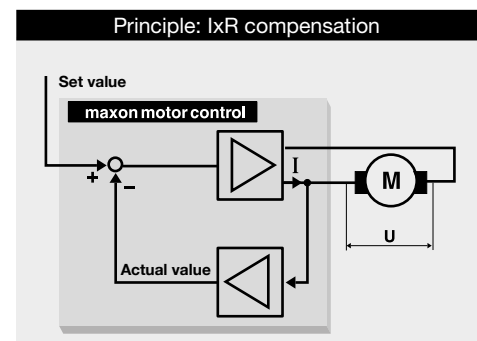 Principle: IxR compensation
Set value
maxon motor control
+
−
I
M
U
Actual value